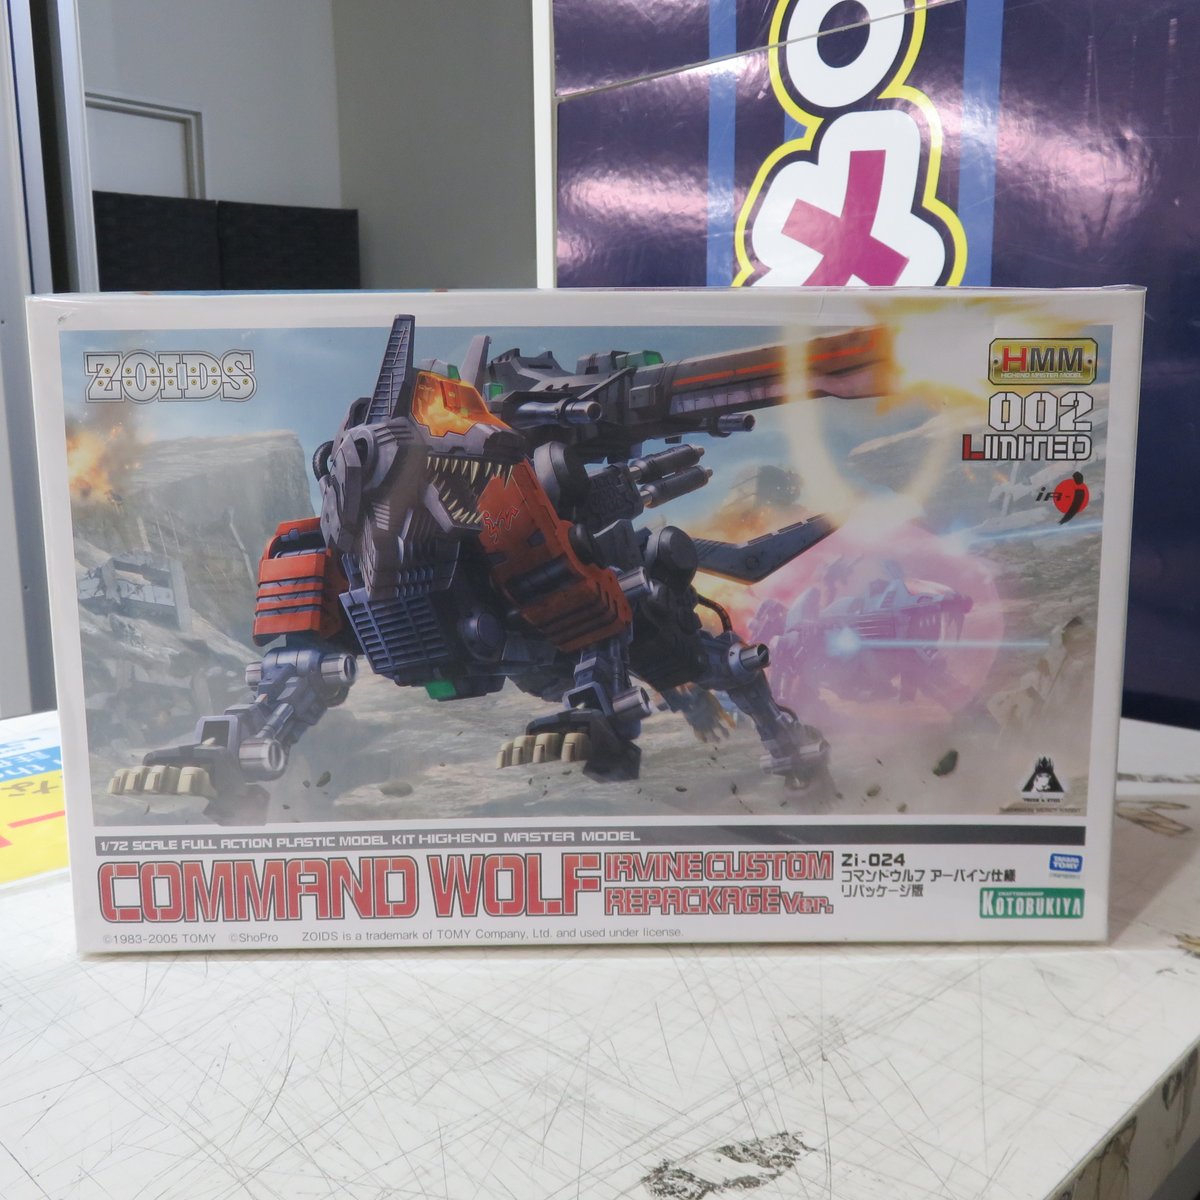 ZOIDS
HMM
HIGHEND MASTER MODEL
002
LIMITED
iR-J
1/72 SCALE FULL ACTION PLASTIC MODEL KIT HIGHEND MASTER MODEL
COMMAND WOLF
IRVINE CUSTOM
REPACKAGE Ver.
Zi-024
コマンドウルフ アーバイン仕様
リパッケージ版
TAKARA TOMY
KOTOBUKIYA
©1983-2005 TOMY ©ShoPro ZOIDS is a trademark of TOMY Company, Ltd. and used under license.